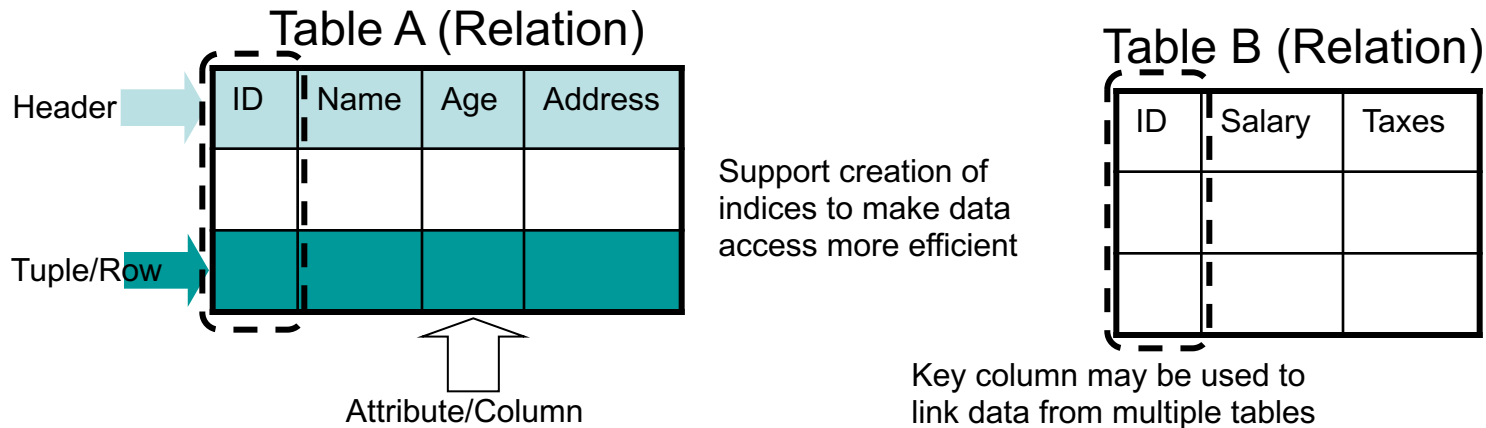 Table A (Relation)
Header
ID Name Age Address
Tuple/Row
Attribute/Column
Support creation of
indices to make data
access more efficient
Table B (Relation)
ID Salary Taxes
Key column may be used to
link data from multiple tables